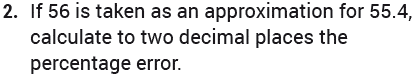 2. If 56 is taken as an approximation for 55.4,
calculate to two decimal places the
percentage error.